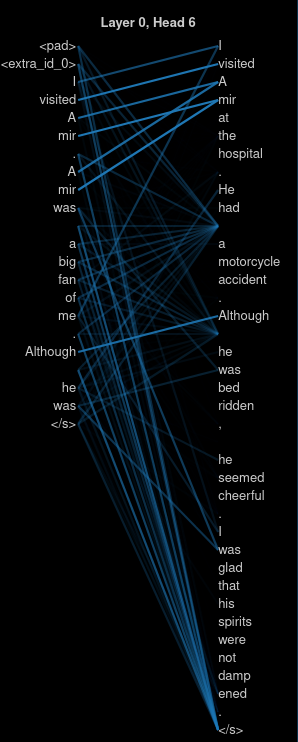 Layer 0, Head 6
<pad>
<extra_id_0>
I
visited
A
mir
.
A
mir
was
a
big
fan
of
me
.
Although
he
was
</s>
I
visited
A
mir
at
the
hospital
.
He
had
a
motorcycle
accident
.
Although
he
was
bed
ridden
,
he
seemed
cheerful
.
I
was
glad
that
his
spirits
were
not
damp
ened
.
</s>